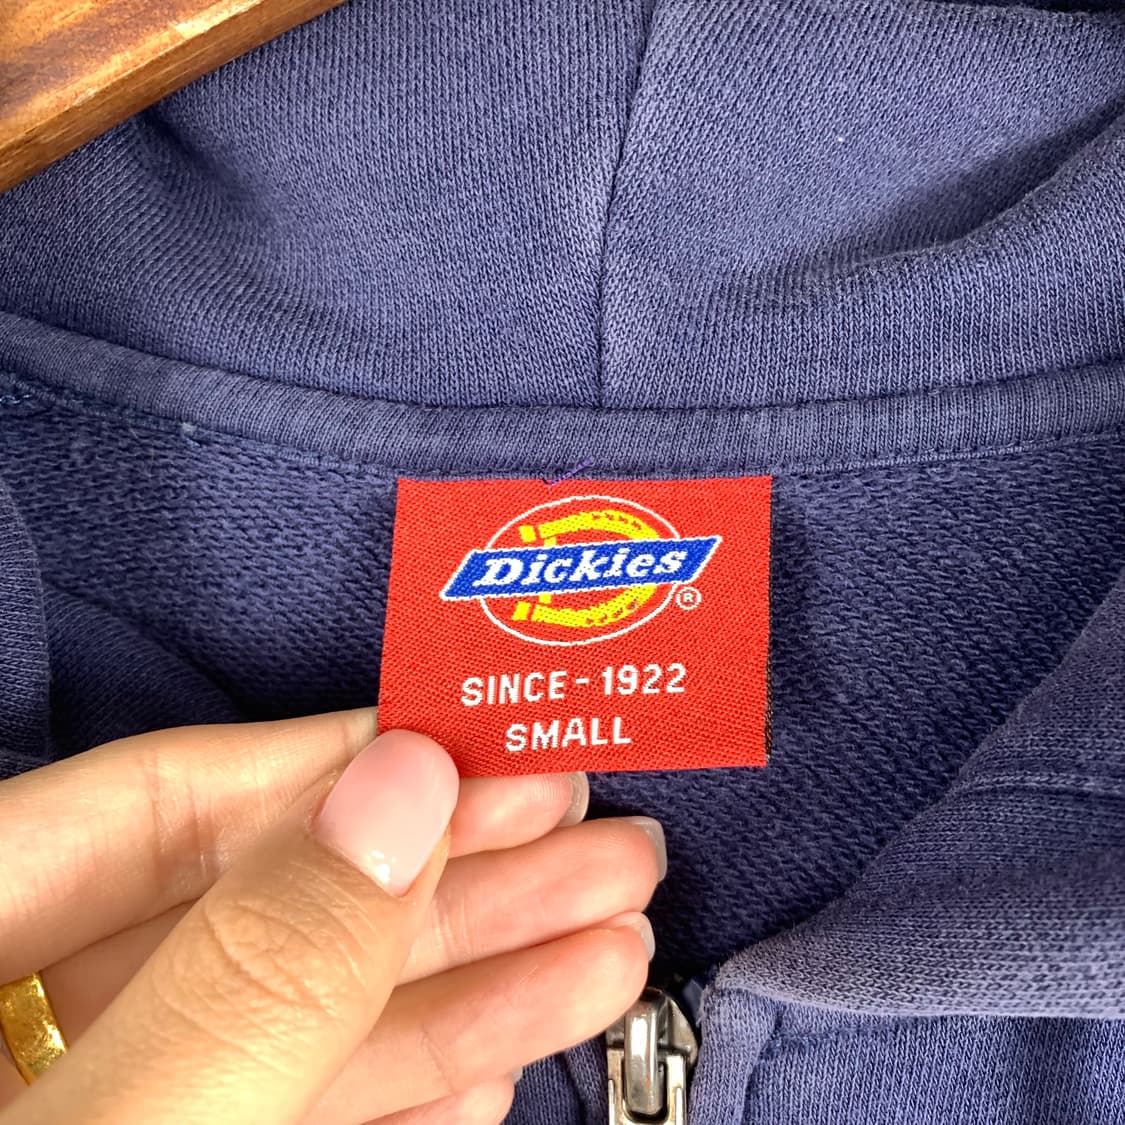 Dickies
®
SINCE - 1922
SMALL